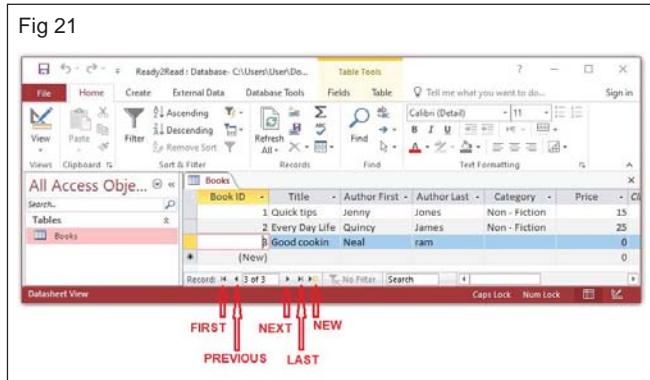 Fig 21
Ready2Read : Database- C:\Users\User\Do...
Table Tools
?
Tell me what you want to do...
File Home Create External Data Database Tools Fields Table Sign in
View
Paste
Filter
Ascending
Descending
Remove Sort
Refresh
All
Find
Calibri (Detail)
11
B I U
A
Views Clipboard Sort & Filter Records Find Text Formatting
All Access Obje...
Search..
Tables
Books
Books
Book ID Title Author First Author Last Category Price
1 Quick tips Jenny Jones Non - Fiction 15
2 Every Day Life Quincy James Non - Fiction 25
3 Good cookin Neal ram 0
* (New) 0
Record: 3 of 3 No Filter Search
Datasheet View Caps Lock Num Lock
FIRST NEXT NEW
PREVIOUS LAST